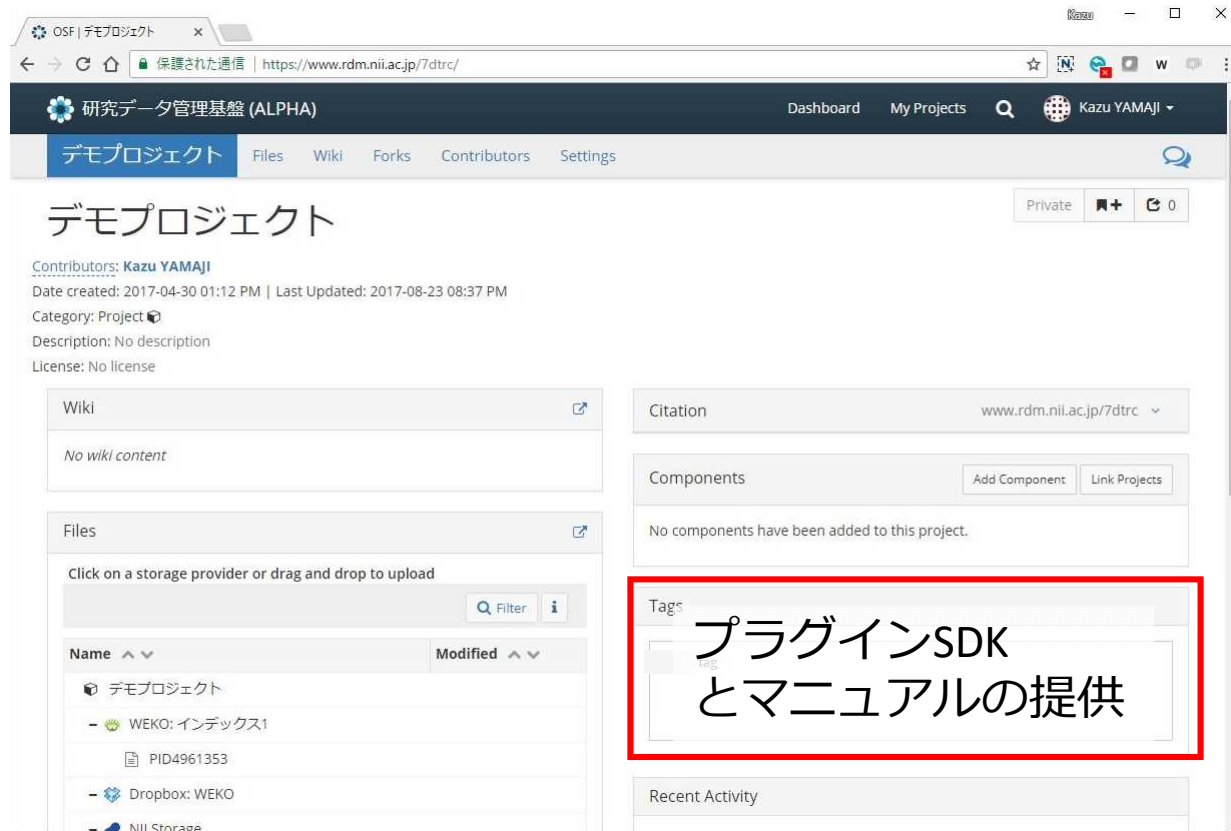 Kazu
OSF | デモプロジェクト
保護された通信 | https://www.rdm.nii.ac.jp/7dtrc/
研究データ管理基盤 (ALPHA) Dashboard My Projects Kazu YAMAJI
デモプロジェクト Files Wiki Forks Contributors Settings
デモプロジェクト
Private 0
Contributors: Kazu YAMAJI
Date created: 2017-04-30 01:12 PM | Last Updated: 2017-08-23 08:37 PM
Category: Project
Description: No description
License: No license
Wiki
No wiki content
Files
Click on a storage provider or drag and drop to upload
Filter i
Name Modified
デモプロジェクト
WEKO: インデックス1
PID4961353
Dropbox: WEKO
NII Storage
Citation www.rdm.nii.ac.jp/7dtrc
Components Add Component Link Projects
No components have been added to this project.
Tags
tag
プラグインSDK
とマニュアルの提供
Recent Activity